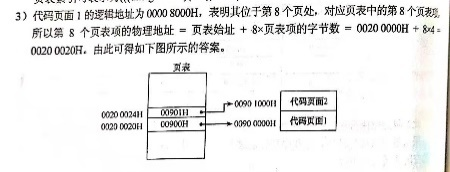 3）代码页面 1 的逻辑地址为 0000 8000H，表明其位于第 8 个页处，对应页表中的第 8 个页表项，
所以第 8 个页表项的物理地址 = 页表始址 + 8×页表项的字节数 = 0020 0000H + 8×4 =
0020 0020H。由此可得如下图所示的答案。
页表
0090 1000H 代码页面2
0020 0024H 00901H
0020 0020H 00900H 0090 0000H 代码页面1